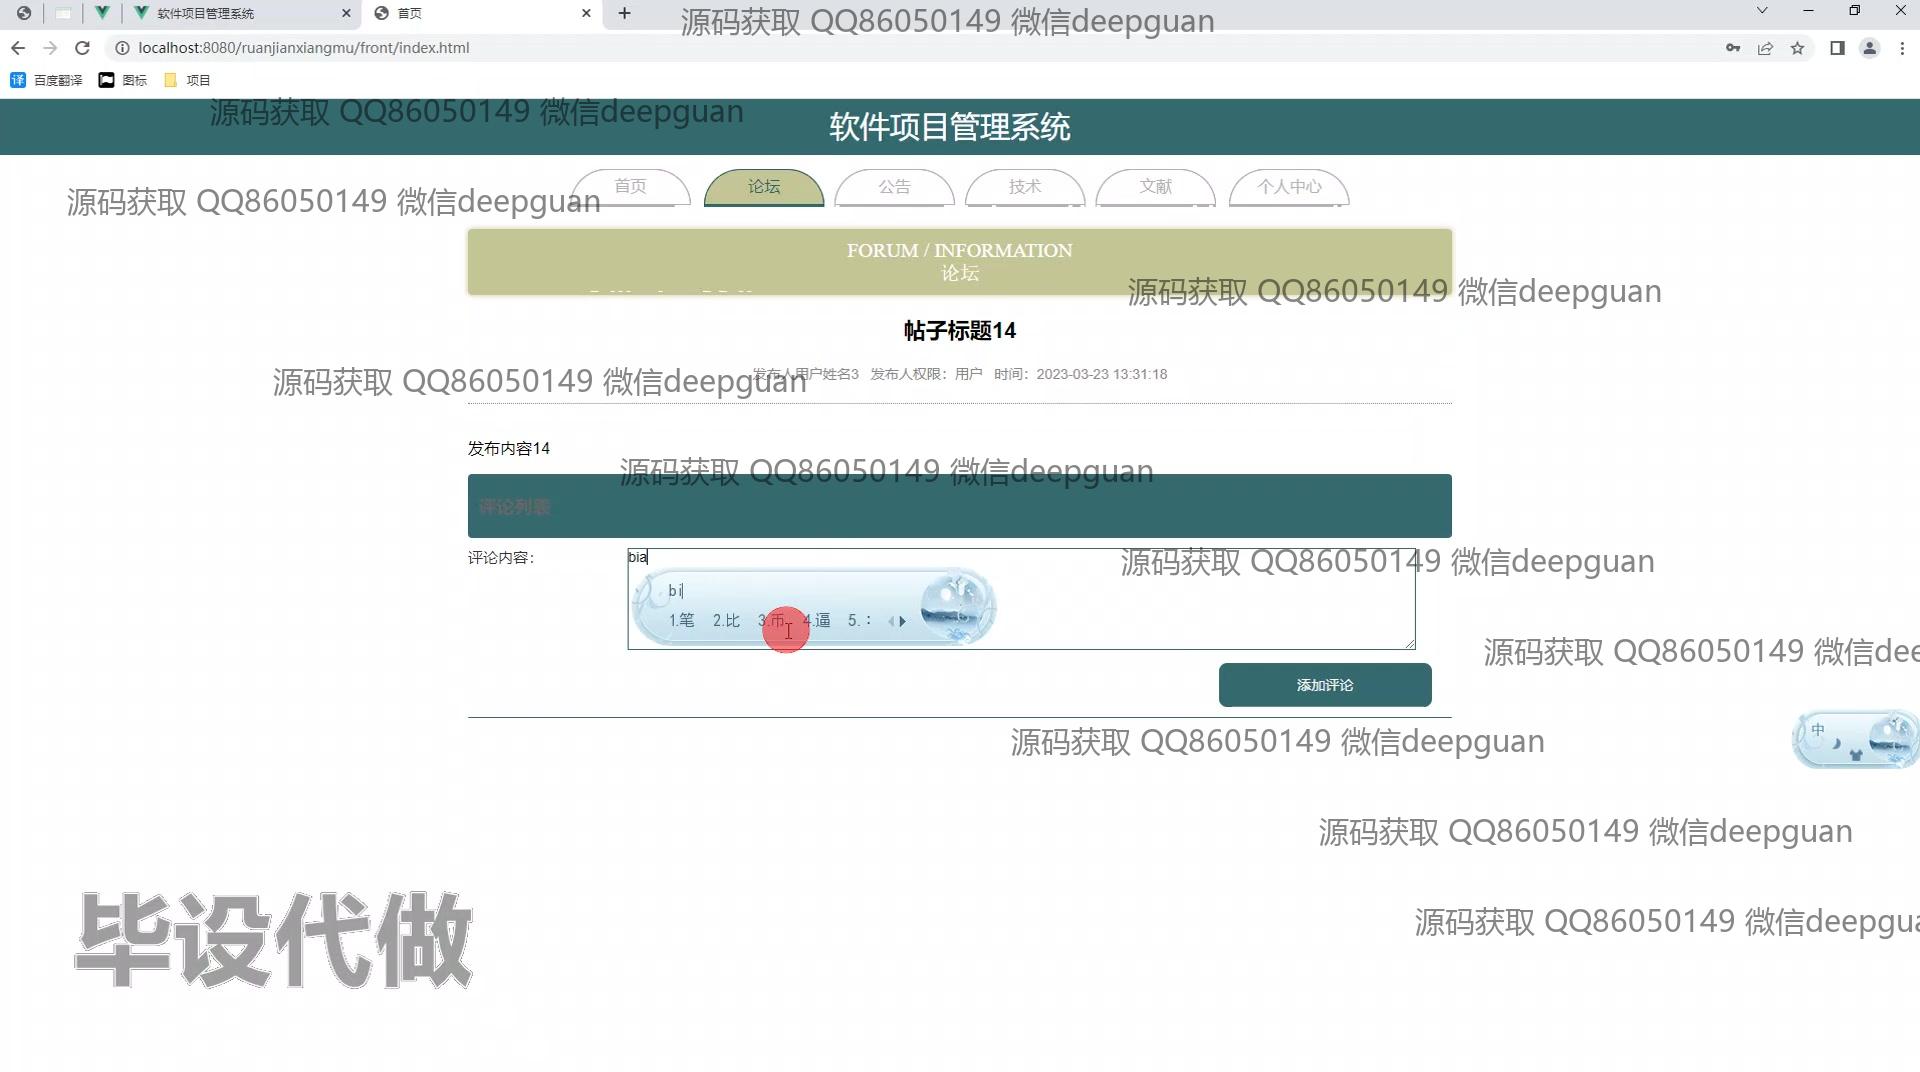 软件项目管理系统
首页
源码获取 QQ86050149 微信deepguan
localhost:8080/ruanjianxiangmu/front/index.html
译 百度翻译 图标 项目
源码获取 QQ86050149 微信deepguan
软件项目管理系统
源码获取 QQ86050149 微信deepguan
首页 论坛 公告 技术 文献 个人中心
FORUM / INFORMATION
论坛
源码获取 QQ86050149 微信deepguan
帖子标题14
源码获取 QQ86050149 微信deepguan
发布人用户姓名3 发布人权限：用户 时间：2023-03-23 13:31:18
发布内容14
源码获取 QQ86050149 微信deepguan
评论列表
评论内容：
bia
源码获取 QQ86050149 微信deepguan
bi
1.笔 2.比 3.币 4.逼 5.：
源码获取 QQ86050149 微信dee
添加评论
中
源码获取 QQ86050149 微信deepguan
源码获取 QQ86050149 微信deepguan
源码获取 QQ86050149 微信deepgua
毕设代做